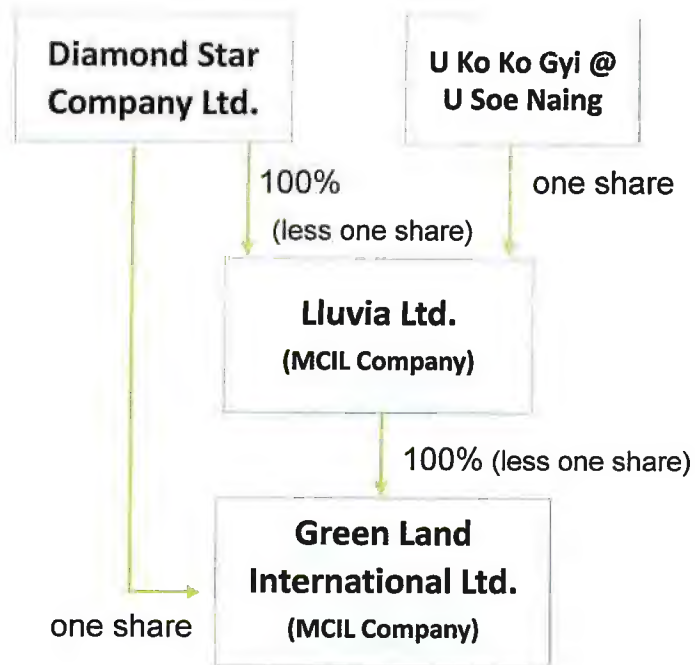 Diamond Star
Company Ltd.
U Ko Ko Gyi @
U Soe Naing
100%
(less one share)
one share
Lluvia Ltd.
(MCIL Company)
100% (less one share)
Green Land
International Ltd.
(MCIL Company)
one share